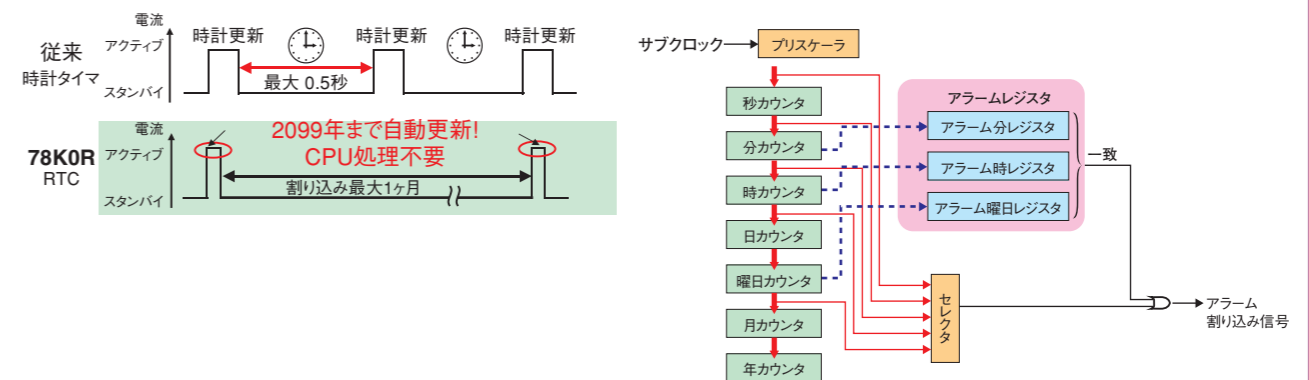 電流
従来
時計タイマ
アクティブ
スタンバイ
時計更新
時計更新
時計更新
最大 0.5秒
電流
78K0R
RTC
アクティブ
スタンバイ
2099年まで自動更新!
CPU処理不要
割り込み最大1ヶ月
サブクロック
プリスケーラ
秒カウンタ
分カウンタ
時カウンタ
日カウンタ
曜日カウンタ
月カウンタ
年カウンタ
アラームレジスタ
アラーム分レジスタ
アラーム時レジスタ
アラーム曜日レジスタ
一致
セレクタ
アラーム
割り込み信号